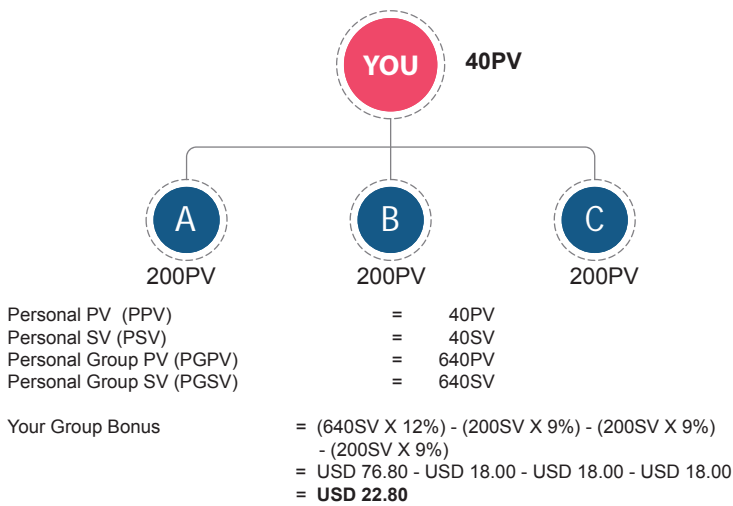 YOU
40PV
A
B
C
200PV
200PV
200PV
Personal PV (PPV) = 40PV
Personal SV (PSV) = 40SV
Personal Group PV (PGPV) = 640PV
Personal Group SV (PGSV) = 640SV
Your Group Bonus = (640SV X 12%) - (200SV X 9%) - (200SV X 9%)
- (200SV X 9%)
= USD 76.80 - USD 18.00 - USD 18.00 - USD 18.00
= USD 22.80